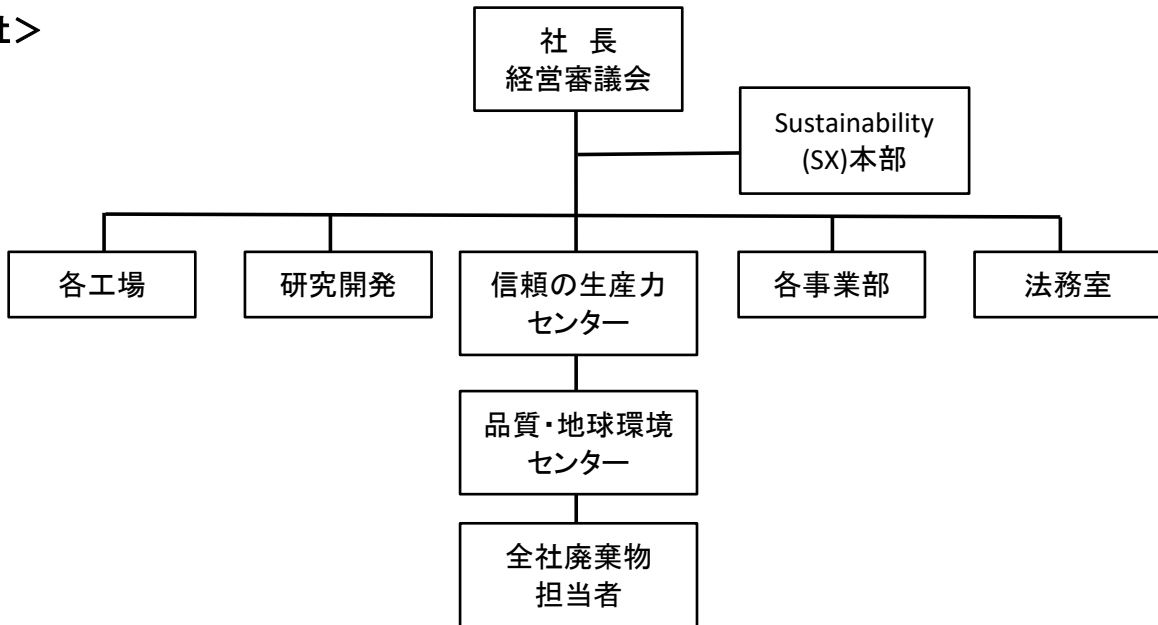 社＞
社 長
経営審議会
Sustainability
(SX)本部
各工場
研究開発
信頼の生産力
センター
各事業部
法務室
品質・地球環境
センター
全社廃棄物
担当者